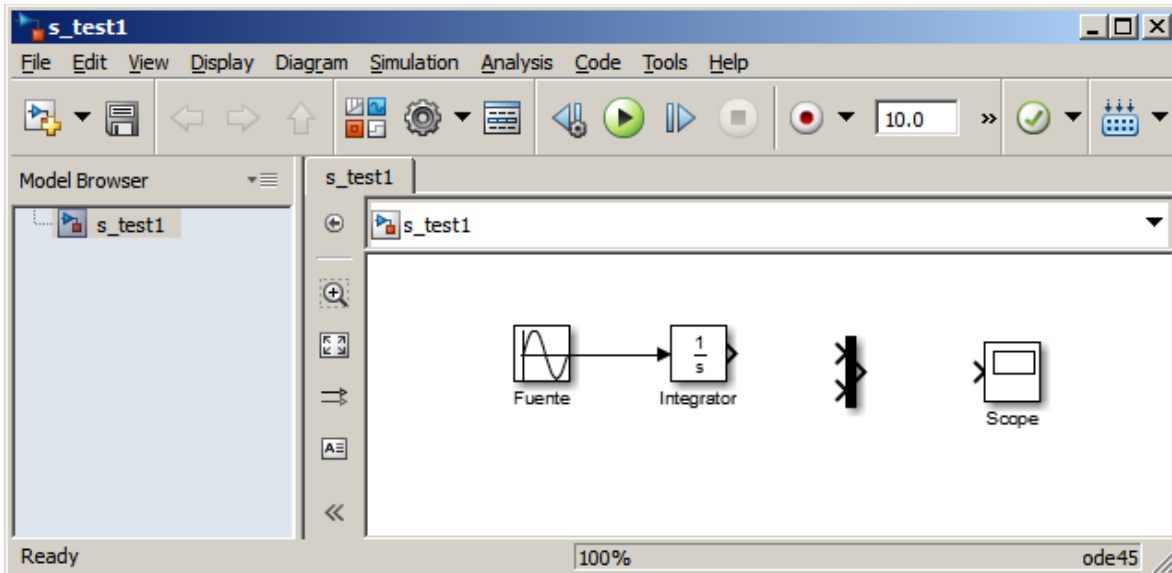 s_test1
File Edit View Display Diagram Simulation Analysis Code Tools Help
10.0 »
Model Browser
s_test1
s_test1
s_test1
1
s
Fuente Integrator
Scope
A
Ready 100% ode45